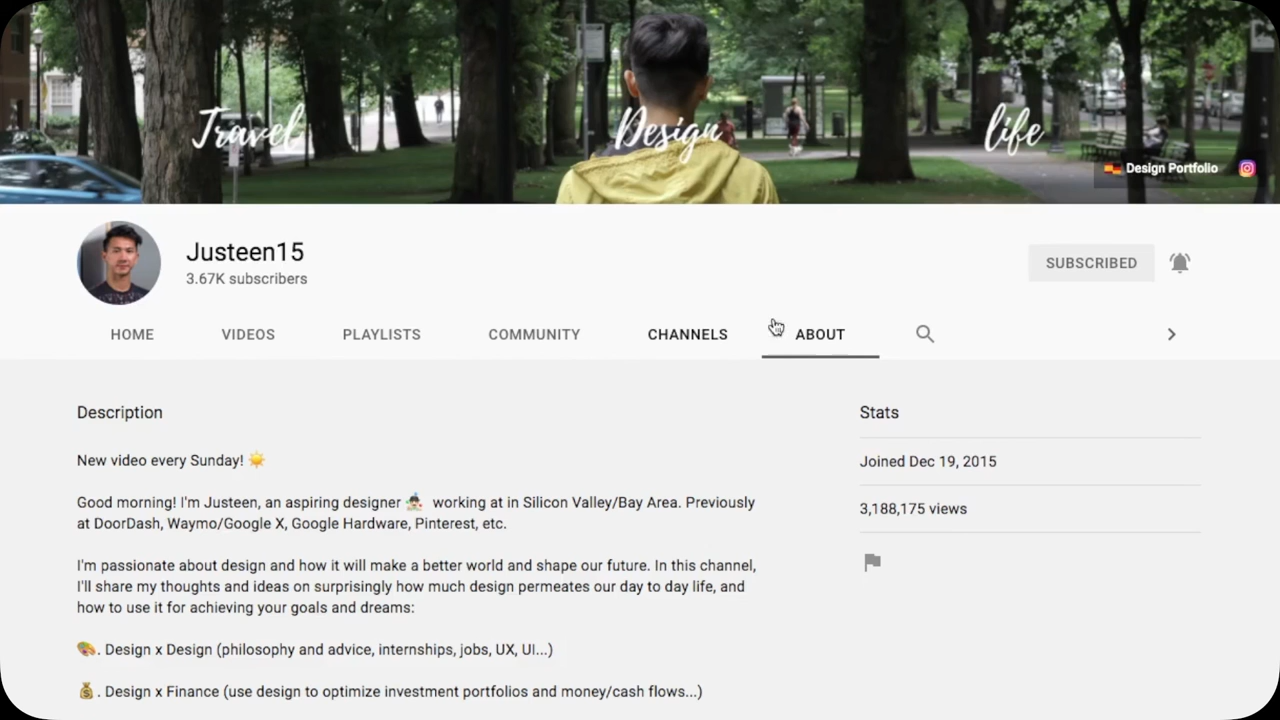 Travel Design life
Design Portfolio
Justeen15
3.67K subscribers
SUBSCRIBED
HOME VIDEOS PLAYLISTS COMMUNITY CHANNELS ABOUT
Description
New video every Sunday! ☀️
Good morning! I'm Justeen, an aspiring designer 👨🏻‍🎨 working at in Silicon Valley/Bay Area. Previously
at DoorDash, Waymo/Google X, Google Hardware, Pinterest, etc.
I'm passionate about design and how it will make a better world and shape our future. In this channel,
I'll share my thoughts and ideas on surprisingly how much design permeates our day to day life, and
how to use it for achieving your goals and dreams:
🎨. Design x Design (philosophy and advice, internships, jobs, UX, UI...)
💰. Design x Finance (use design to optimize investment portfolios and money/cash flows...)
Stats
Joined Dec 19, 2015
3,188,175 views